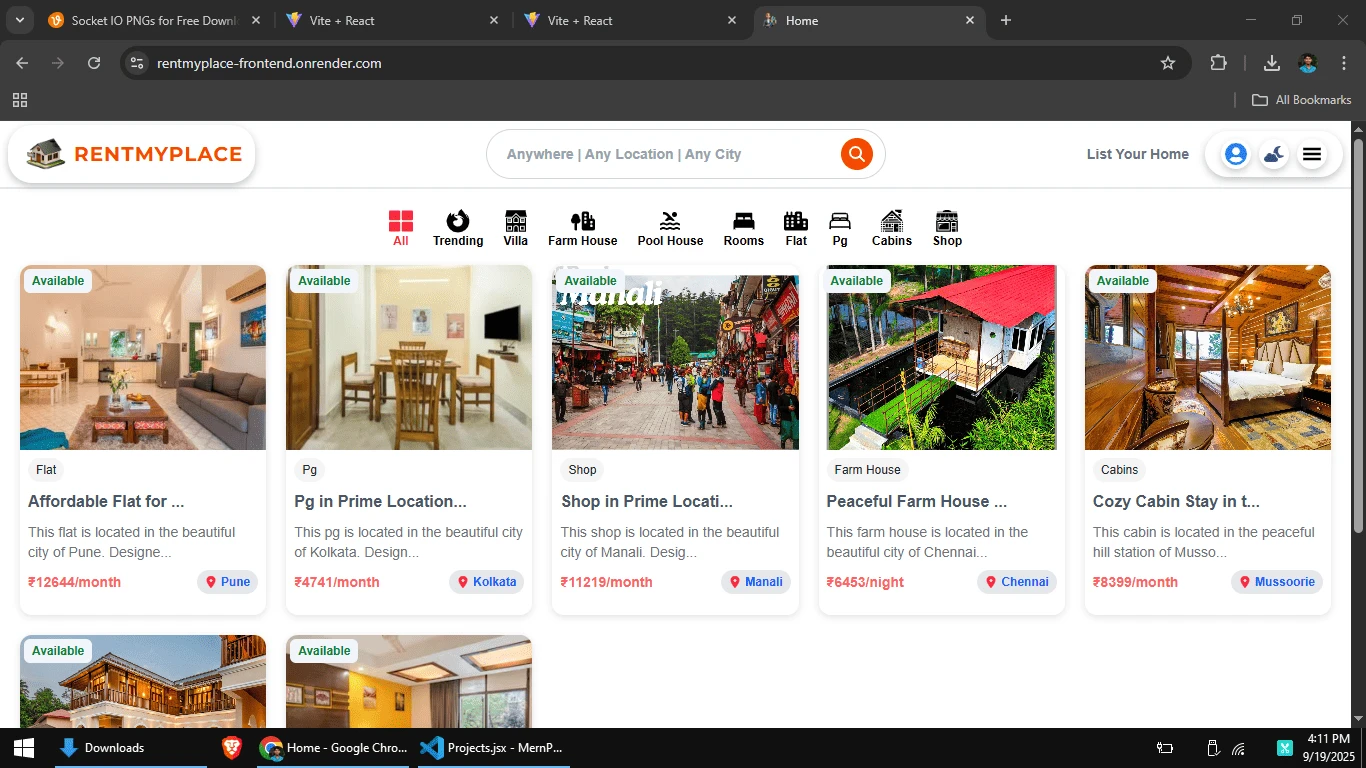 Socket IO PNGs for Free Downl
Vite + React
Vite + React
Home
rentmyplace-frontend.onrender.com
All Bookmarks
RENTMYPLACE
Anywhere | Any Location | Any City
List Your Home
All
Trending
Villa
Farm House
Pool House
Rooms
Flat
Pg
Cabins
Shop
Available
Available
Available
Available
Available
Manali
Flat
Pg
Shop
Farm House
Cabins
Affordable Flat for ...
Pg in Prime Location...
Shop in Prime Locati...
Peaceful Farm House ...
Cozy Cabin Stay in t...
This flat is located in the beautiful
city of Pune. Designe...
This pg is located in the beautiful city
of Kolkata. Design...
This shop is located in the beautiful
city of Manali. Desig...
This farm house is located in the
beautiful city of Chennai...
This cabin is located in the peaceful
hill station of Musso...
₹12644/month
Pune
₹4741/month
Kolkata
₹11219/month
Manali
₹6453/night
Chennai
₹8399/month
Mussoorie
Available
Available
Downloads
Home - Google Chro...
Projects.jsx - MernP...
4:11 PM
9/19/2025